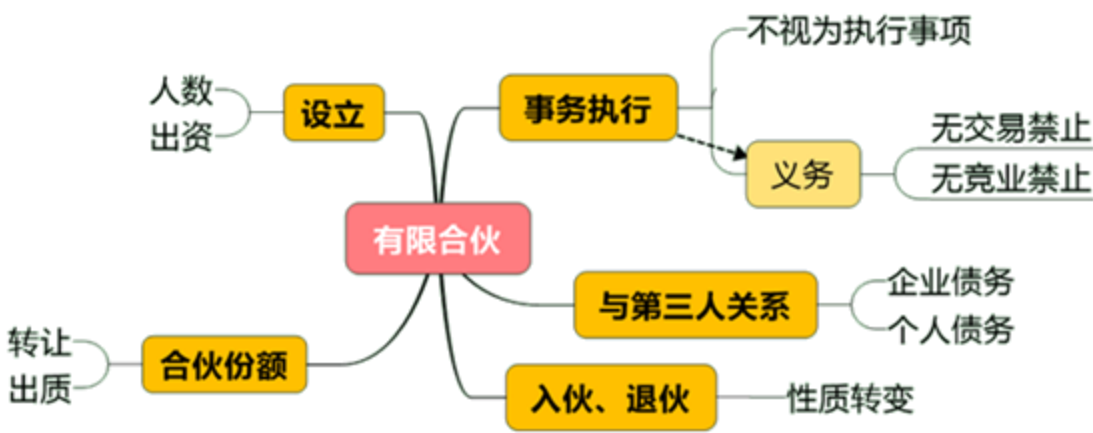 不视为执行事项
人数
出资
设立
事务执行
无交易禁止
义务
无竞业禁止
有限合伙
与第三人关系
企业债务
个人债务
转让
出质
合伙份额
入伙、退伙
性质转变